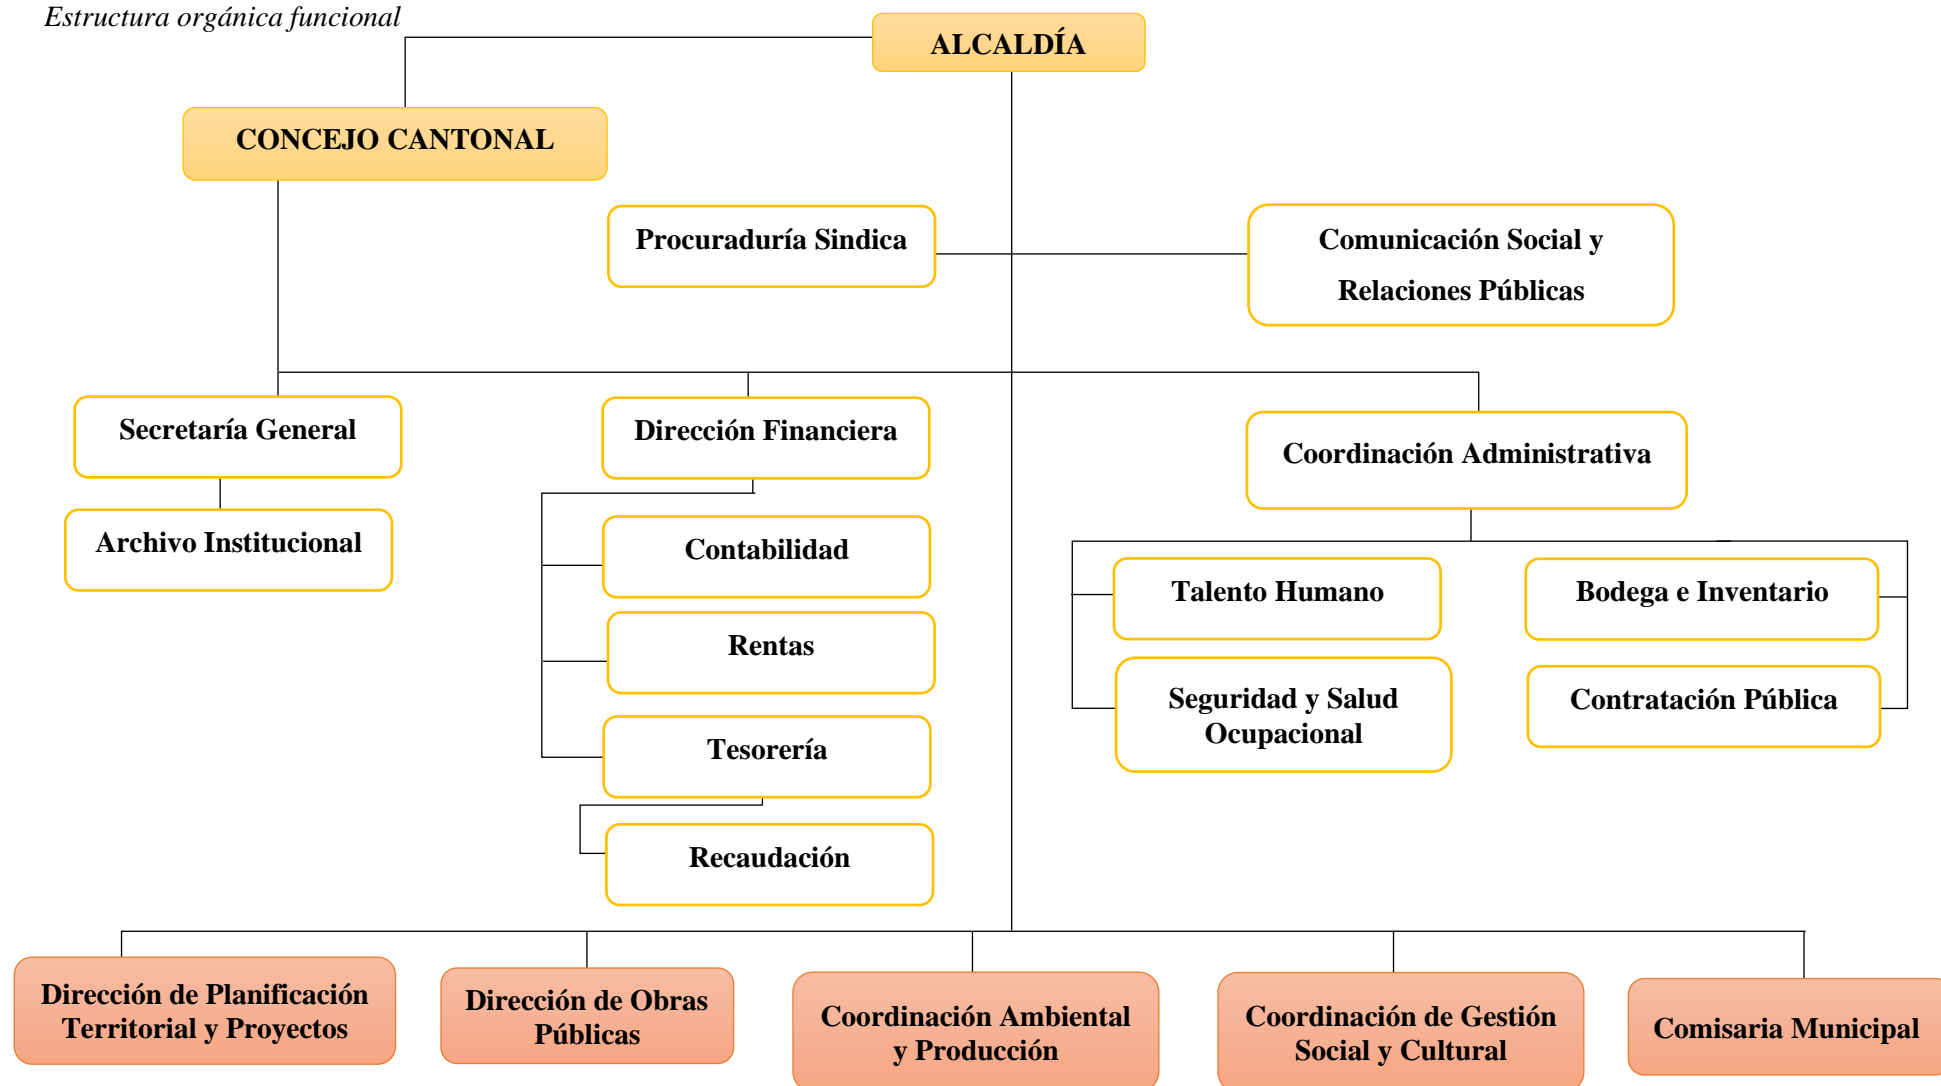 Estructura orgánica funcional
ALCALDÍA
CONCEJO CANTONAL
Procuraduría Sindica
Comunicación Social y
Relaciones Públicas
Secretaría General
Dirección Financiera
Coordinación Administrativa
Archivo Institucional
Contabilidad
Rentas
Tesorería
Recaudación
Talento Humano
Bodega e Inventario
Seguridad y Salud
Ocupacional
Contratación Pública
Dirección de Planificación
Territorial y Proyectos
Dirección de Obras
Públicas
Coordinación Ambiental
y Producción
Coordinación de Gestión
Social y Cultural
Comisaria Municipal